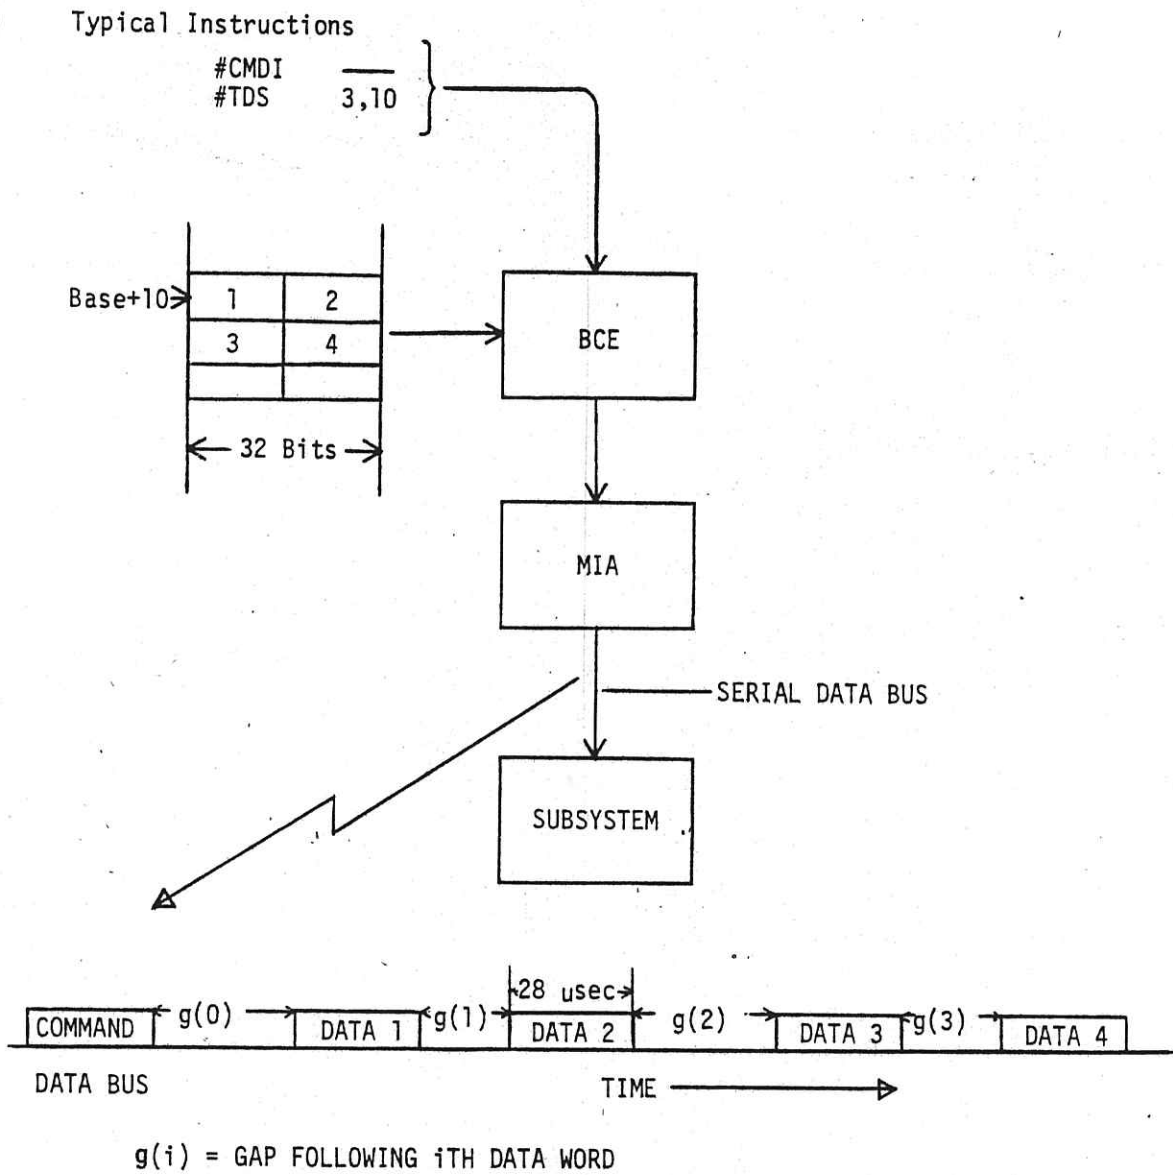 Typical Instructions
#CMDI ——
#TDS 3,10
Base+10
1 2
3 4
32 Bits
BCE
MIA
SERIAL DATA BUS
SUBSYSTEM
28 usec
COMMAND g(0) DATA 1 g(1) DATA 2 g(2) DATA 3 g(3) DATA 4
DATA BUS TIME
g(i) = GAP FOLLOWING iTH DATA WORD